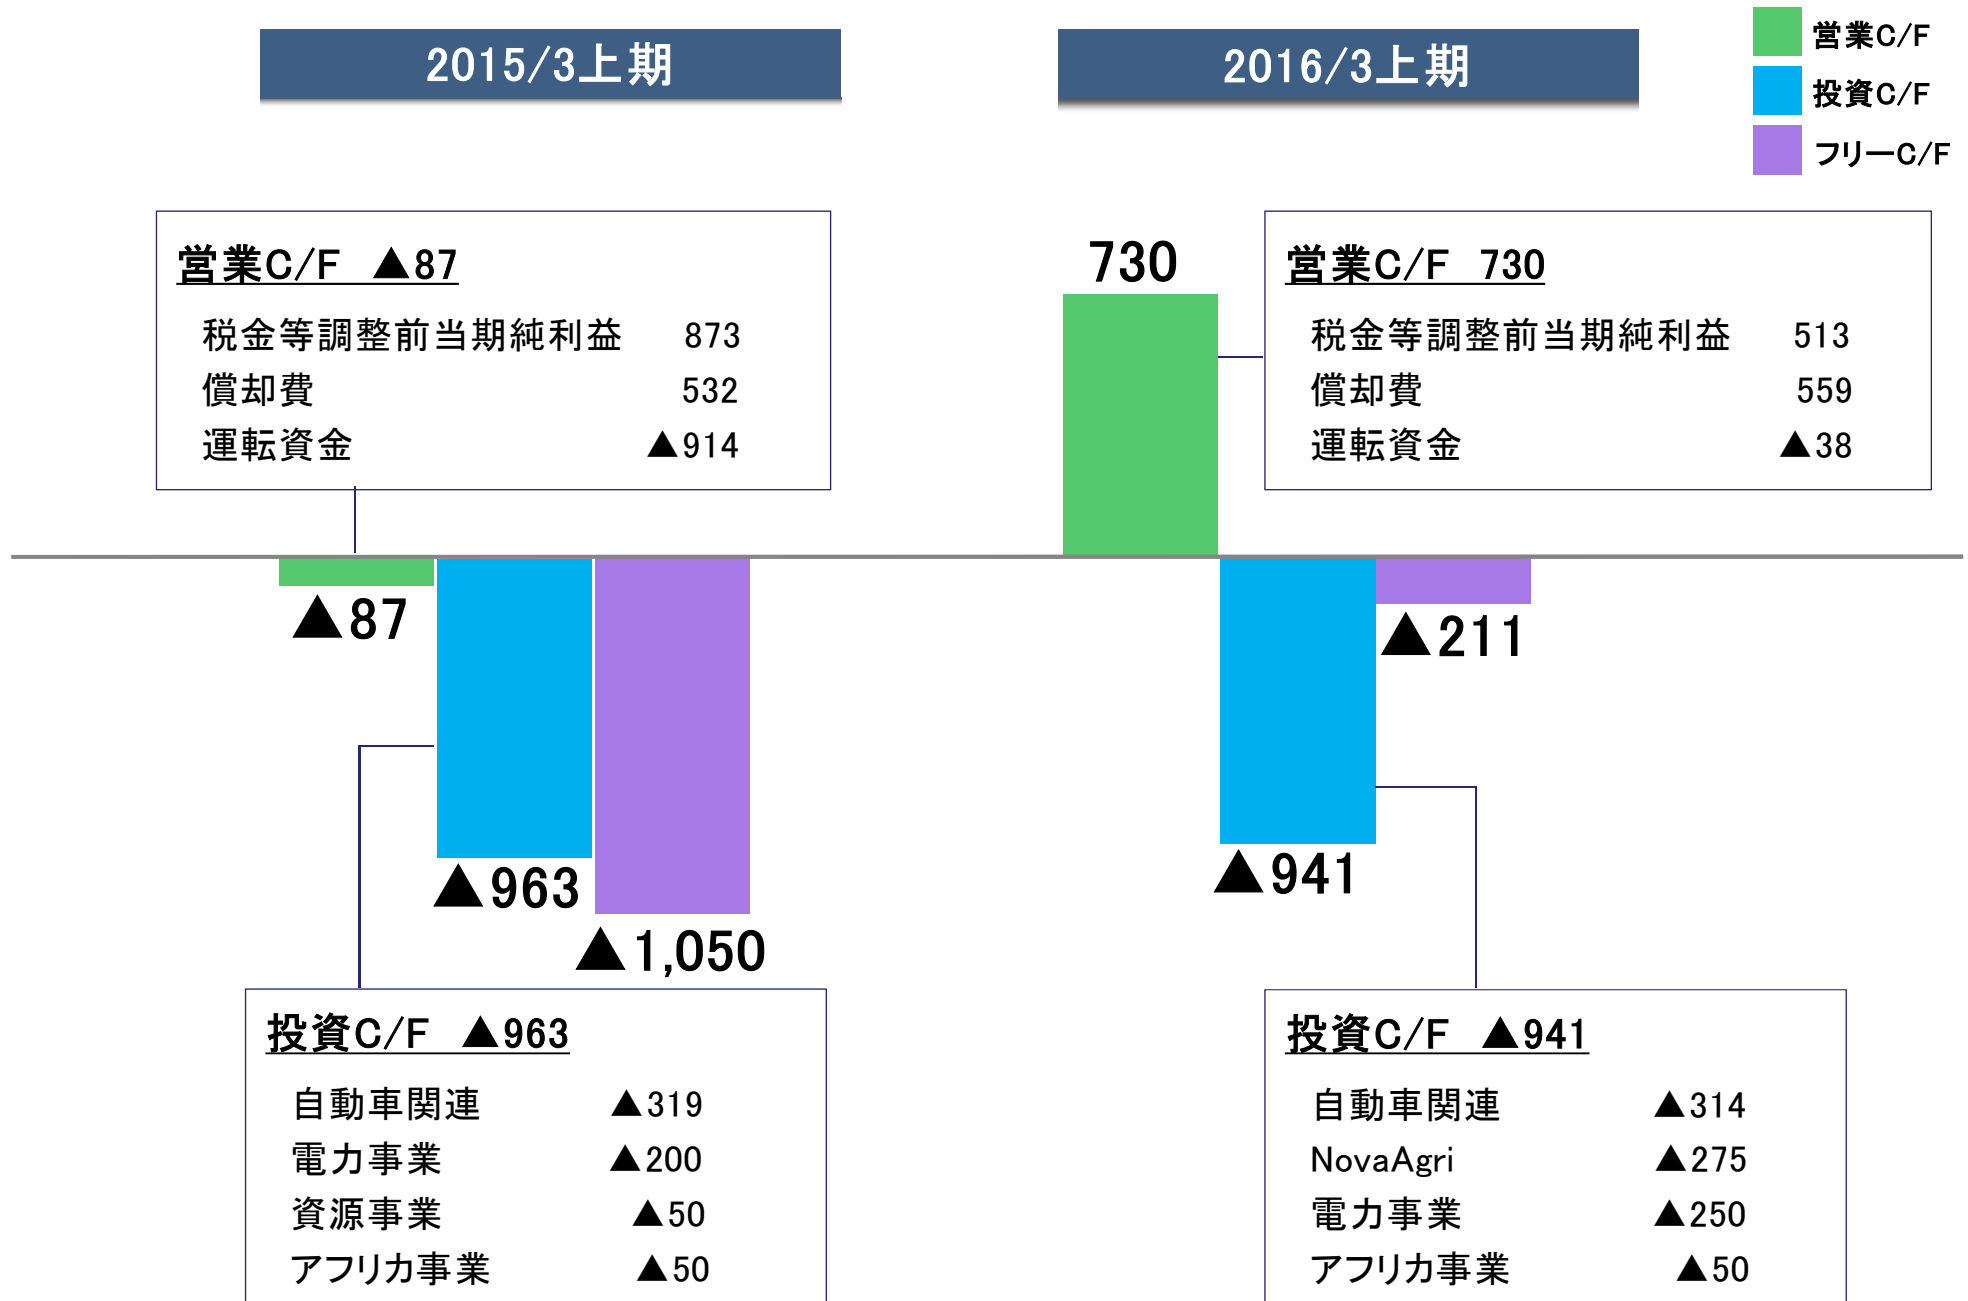 2015/3上期
2016/3上期
営業C/F
投資C/F
フリーC/F
営業C/F ▲87
税金等調整前当期純利益 873
償却費 532
運転資金 ▲914
730
営業C/F 730
税金等調整前当期純利益 513
償却費 559
運転資金 ▲38
▲87
▲963
▲1,050
▲211
▲941
投資C/F ▲963
自動車関連 ▲319
電力事業 ▲200
資源事業 ▲50
アフリカ事業 ▲50
投資C/F ▲941
自動車関連 ▲314
NovaAgri ▲275
電力事業 ▲250
アフリカ事業 ▲50